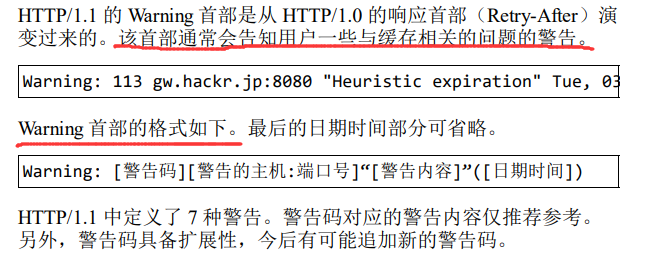 HTTP/1.1 的 Warning 首部是从 HTTP/1.0 的响应首部（Retry-After）演
变过来的。该首部通常会告知用户一些与缓存相关的问题的警告。
Warning: 113 gw.hackr.jp:8080 "Heuristic expiration" Tue, 03
Warning 首部的格式如下。最后的日期时间部分可省略。
Warning: [警告码][警告的主机:端口号]“[警告内容]”([日期时间])
HTTP/1.1 中定义了 7 种警告。警告码对应的警告内容仅推荐参考。
另外，警告码具备扩展性，今后有可能追加新的警告码。